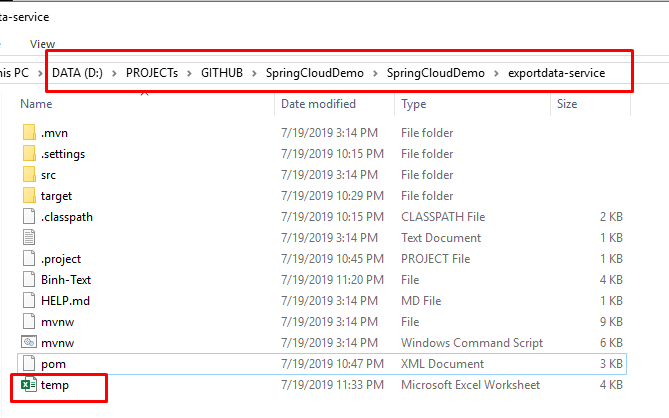 ta-service
View
his PC > DATA (D:) > PROJECTs > GITHUB > SpringCloudDemo > SpringCloudDemo > exportdata-service
Name Date modified Type Size
.mvn 7/19/2019 3:14 PM File folder
.settings 7/19/2019 10:15 PM File folder
src 7/19/2019 3:14 PM File folder
target 7/19/2019 10:29 PM File folder
.classpath 7/19/2019 10:15 PM CLASSPATH File 2 KB
7/19/2019 3:14 PM Text Document 1 KB
.project 7/19/2019 10:45 PM PROJECT File 1 KB
Binh-Text 7/19/2019 11:20 PM File 4 KB
HELP.md 7/19/2019 3:14 PM MD File 1 KB
mvnw 7/19/2019 3:14 PM File 9 KB
mvnw 7/19/2019 3:14 PM Windows Command Script 6 KB
pom 7/19/2019 10:47 PM XML Document 3 KB
temp 7/19/2019 11:33 PM Microsoft Excel Worksheet 4 KB